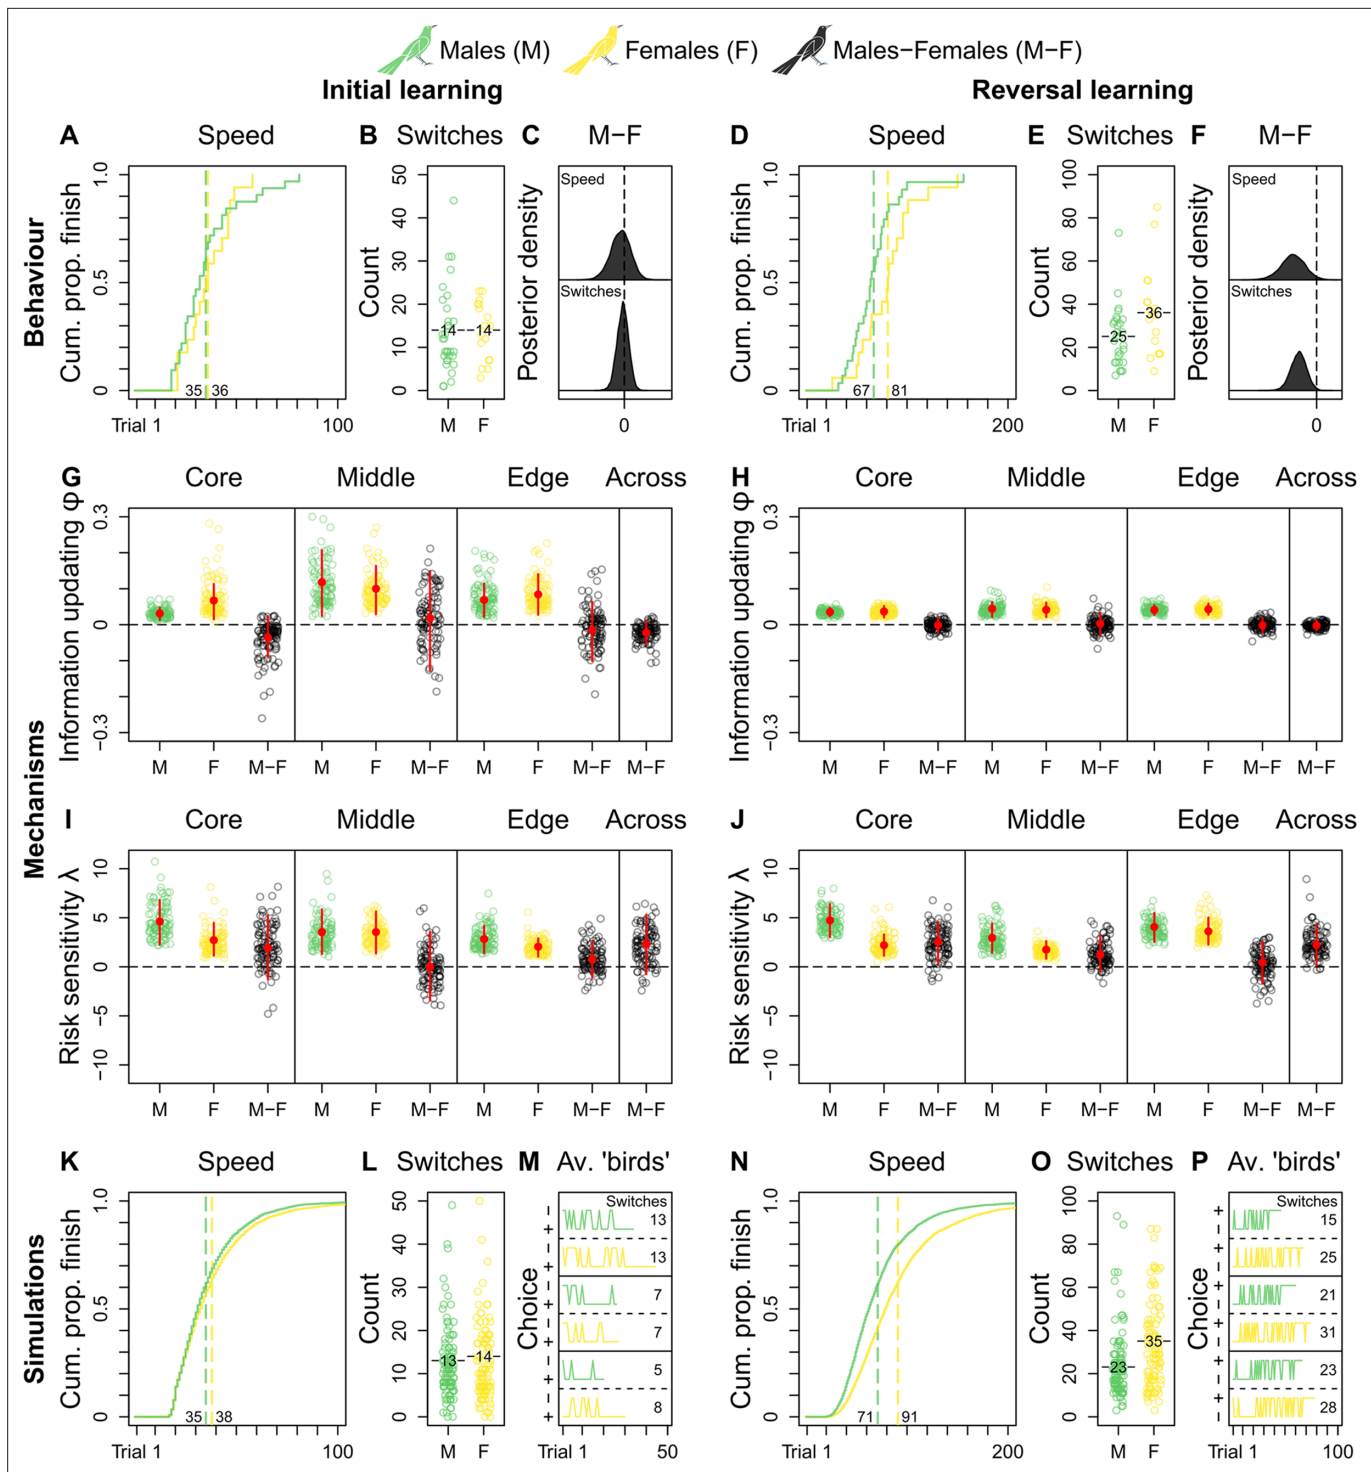 Males (M) Females (F) Males−Females (M−F)
Initial learning Reversal learning
Behaviour
A Speed B Switches C M−F D Speed E Switches F M−F
Cum. prop. finish
1.0
0.5
0
35 36
Trial 1 100
Count
50
40
30
20
10
0
14 14
M F
Posterior density
Speed
Switches
0
Cum. prop. finish
1.0
0.5
0
67 81
Trial 1 200
Count
100
80
60
40
20
0
25 36
M F
Posterior density
Speed
Switches
0
Mechanisms
G Core Middle Edge Across
Information updating φ
0.3
0
−0.3
M F M−F M F M−F M F M−F M−F
H Core Middle Edge Across
Information updating φ
0.3
0
−0.3
M F M−F M F M−F M F M−F M−F
I Core Middle Edge Across
Risk sensitivity λ
10
5
0
−5
−10
M F M−F M F M−F M F M−F M−F
J Core Middle Edge Across
Risk sensitivity λ
10
5
0
−5
−10
M F M−F M F M−F M F M−F M−F
Simulations
K Speed L Switches M Av. 'birds' N Speed O Switches P Av. 'birds'
Cum. prop. finish
1.0
0.5
0
35 38
Trial 1 100
Count
50
40
30
20
10
0
13 14
M F
Choice
Switches
− + 13
− + 13
− + 7
− + 7
− + 5
− + 8
Trial 1 50
Cum. prop. finish
1.0
0.5
0
71 91
Trial 1 200
Count
100
80
60
40
20
0
23 35
M F
Choice
Switches
+ − 15
+ − 25
+ − 21
+ − 31
+ − 23
+ − 28
Trial 1 100